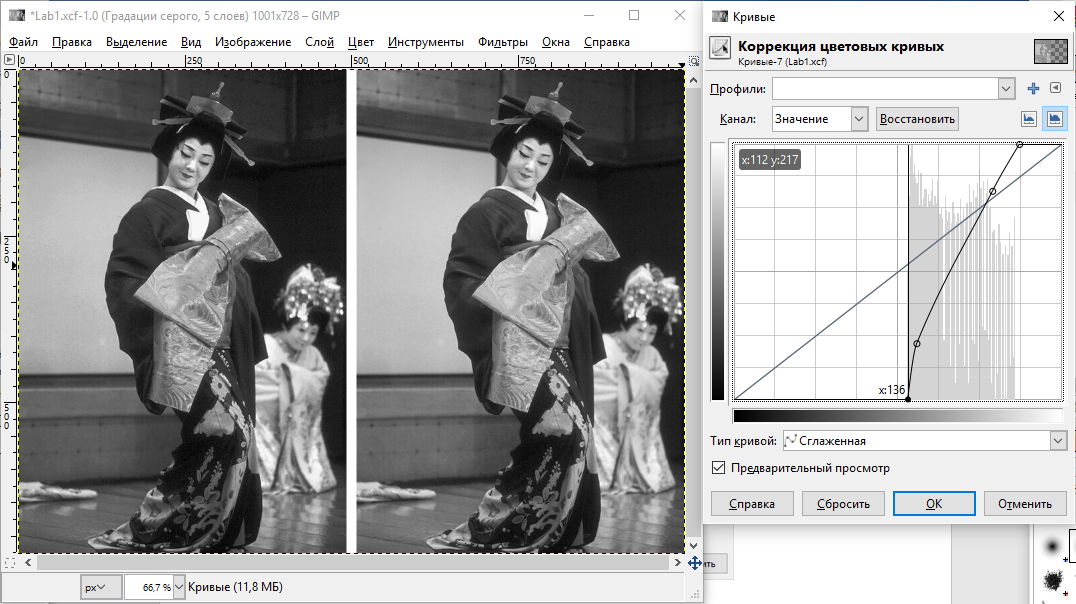 *Lab1.xcf-1.0 (Градации серого, 5 слоев) 1001x728 – GIMP
Файл Правка Выделение Вид Изображение Слой Цвет Инструменты Фильтры Окна Справка
0 250 500 750
0
250
500
px 66,7 % Кривые (11,8 МБ)
Кривые
Коррекция цветовых кривых
Кривые-7 (Lab1.xcf)
Профили:
Канал: Значение Восстановить
x:112 y:217
x:136
Тип кривой: Сглаженная
Предварительный просмотр
Справка Сбросить OK Отменить